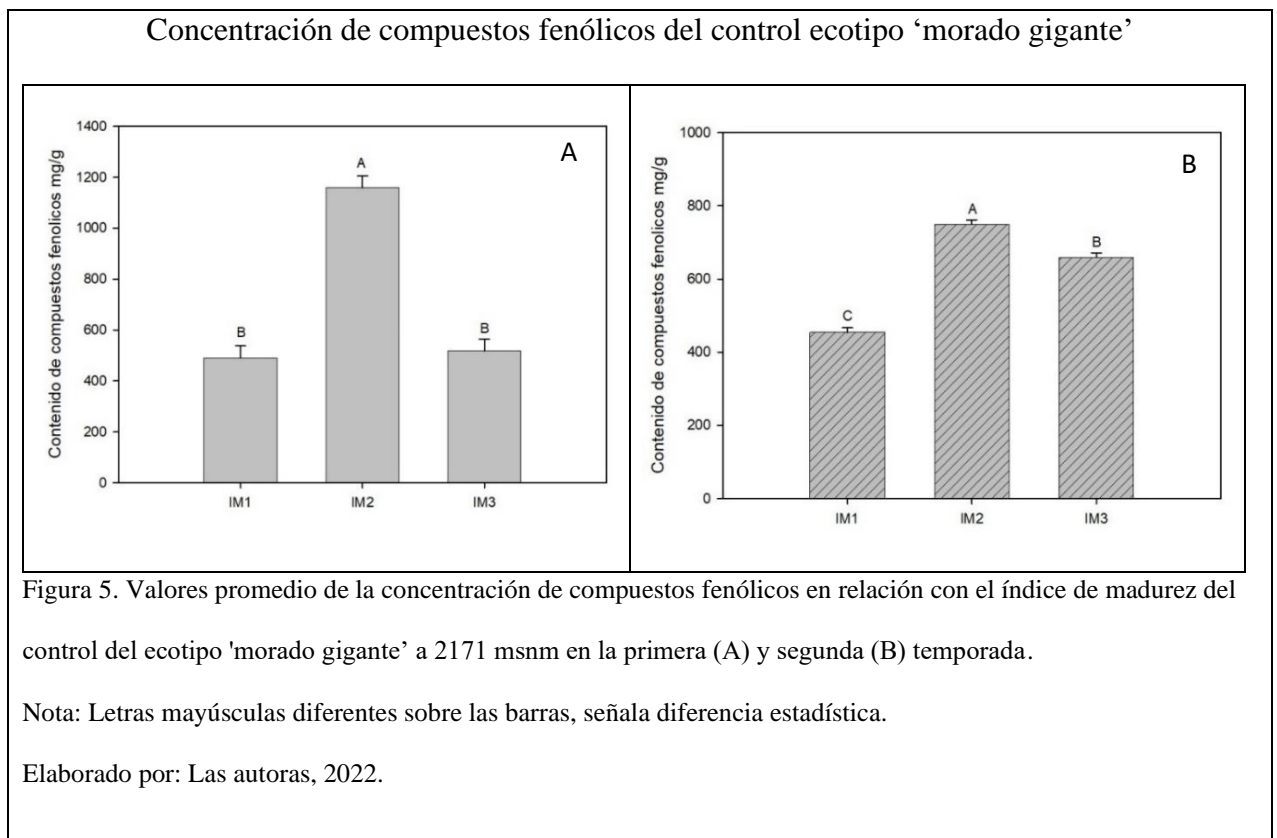 Concentración de compuestos fenólicos del control ecotipo ‘morado gigante’
A
Contenido de compuestos fenolicos mg/g
1400
1200
1000
800
600
400
200
0
B
A
B
IM1
IM2
IM3
B
Contenido de compuestos fenolicos mg/g
1000
800
600
400
200
0
C
A
B
IM1
IM2
IM3
Figura 5. Valores promedio de la concentración de compuestos fenólicos en relación con el índice de madurez del
control del ecotipo 'morado gigante’ a 2171 msnm en la primera (A) y segunda (B) temporada.
Nota: Letras mayúsculas diferentes sobre las barras, señala diferencia estadística.
Elaborado por: Las autoras, 2022.